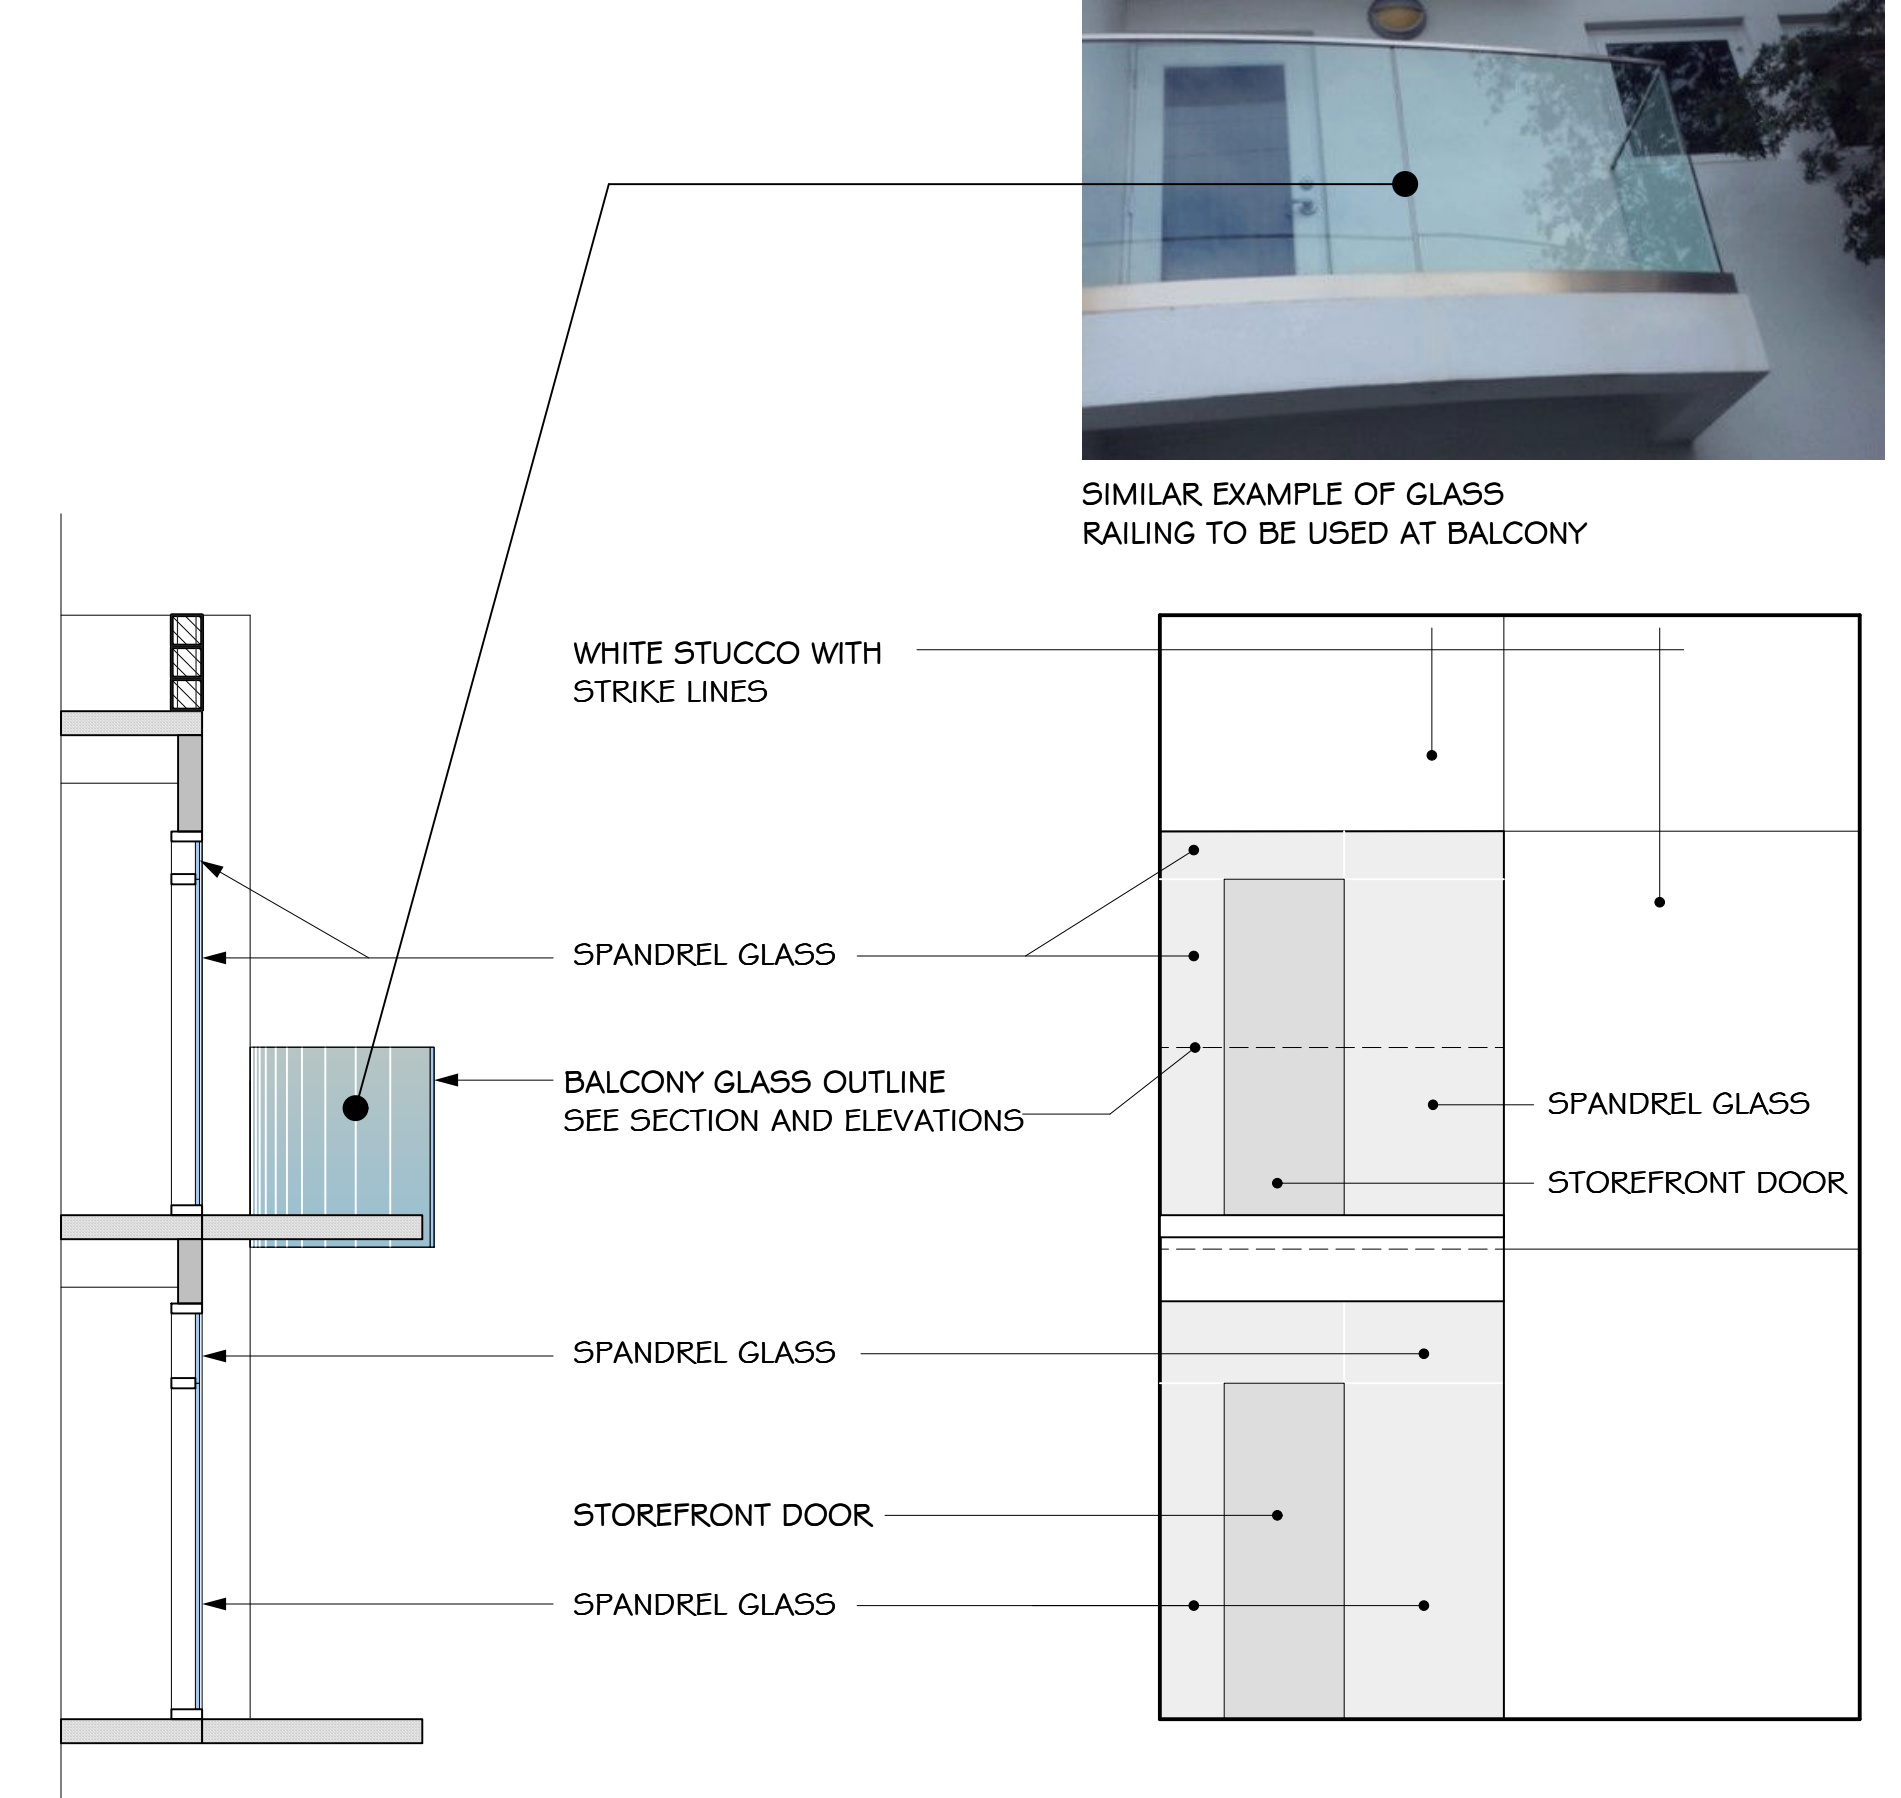 SIMILAR EXAMPLE OF GLASS
RAILING TO BE USED AT BALCONY
WHITE STUCCO WITH
STRIKE LINES
SPANDREL GLASS
BALCONY GLASS OUTLINE
SEE SECTION AND ELEVATIONS
SPANDREL GLASS
STOREFRONT DOOR
SPANDREL GLASS
STOREFRONT DOOR
SPANDREL GLASS